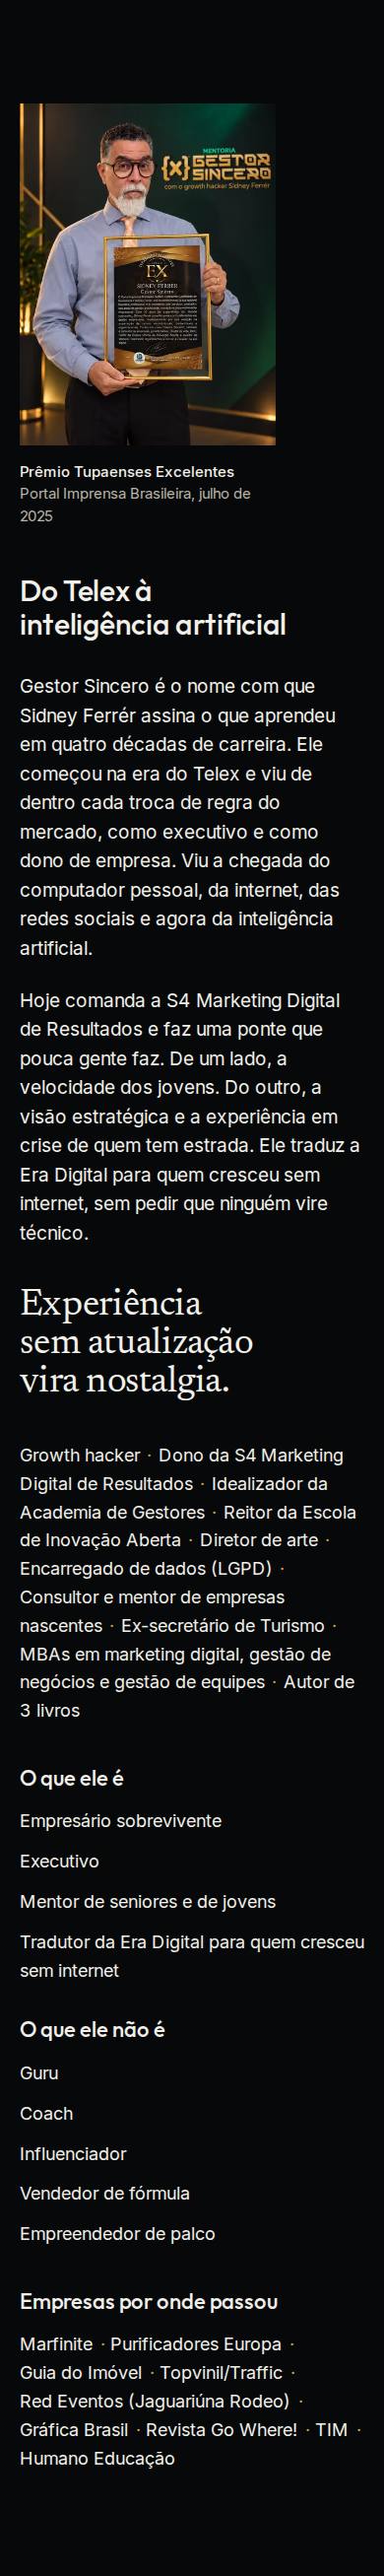 MENTORIA
{x} GESTOR
SINCERO
com o growth hacker Sidney Ferrér
EX
SIDNEY FERRER
Prêmio Tupaenses Excelentes
Portal Imprensa Brasileira, julho de
2025
Do Telex à
inteligência artificial
Gestor Sincero é o nome com que
Sidney Ferrér assina o que aprendeu
em quatro décadas de carreira. Ele
começou na era do Telex e viu de
dentro cada troca de regra do
mercado, como executivo e como
dono de empresa. Viu a chegada do
computador pessoal, da internet, das
redes sociais e agora da inteligência
artificial.
Hoje comanda a S4 Marketing Digital
de Resultados e faz uma ponte que
pouca gente faz. De um lado, a
velocidade dos jovens. Do outro, a
visão estratégica e a experiência em
crise de quem tem estrada. Ele traduz a
Era Digital para quem cresceu sem
internet, sem pedir que ninguém vire
técnico.
Experiência
sem atualização
vira nostalgia.
Growth hacker · Dono da S4 Marketing
Digital de Resultados · Idealizador da
Academia de Gestores · Reitor da Escola
de Inovação Aberta · Diretor de arte ·
Encarregado de dados (LGPD) ·
Consultor e mentor de empresas
nascentes · Ex-secretário de Turismo ·
MBAs em marketing digital, gestão de
negócios e gestão de equipes · Autor de
3 livros
O que ele é
Empresário sobrevivente
Executivo
Mentor de seniores e de jovens
Tradutor da Era Digital para quem cresceu
sem internet
O que ele não é
Guru
Coach
Influenciador
Vendedor de fórmula
Empreendedor de palco
Empresas por onde passou
Marfinite · Purificadores Europa ·
Guia do Imóvel · Topvinil/Traffic ·
Red Eventos (Jaguariúna Rodeo) ·
Gráfica Brasil · Revista Go Where! · TIM ·
Humano Educação